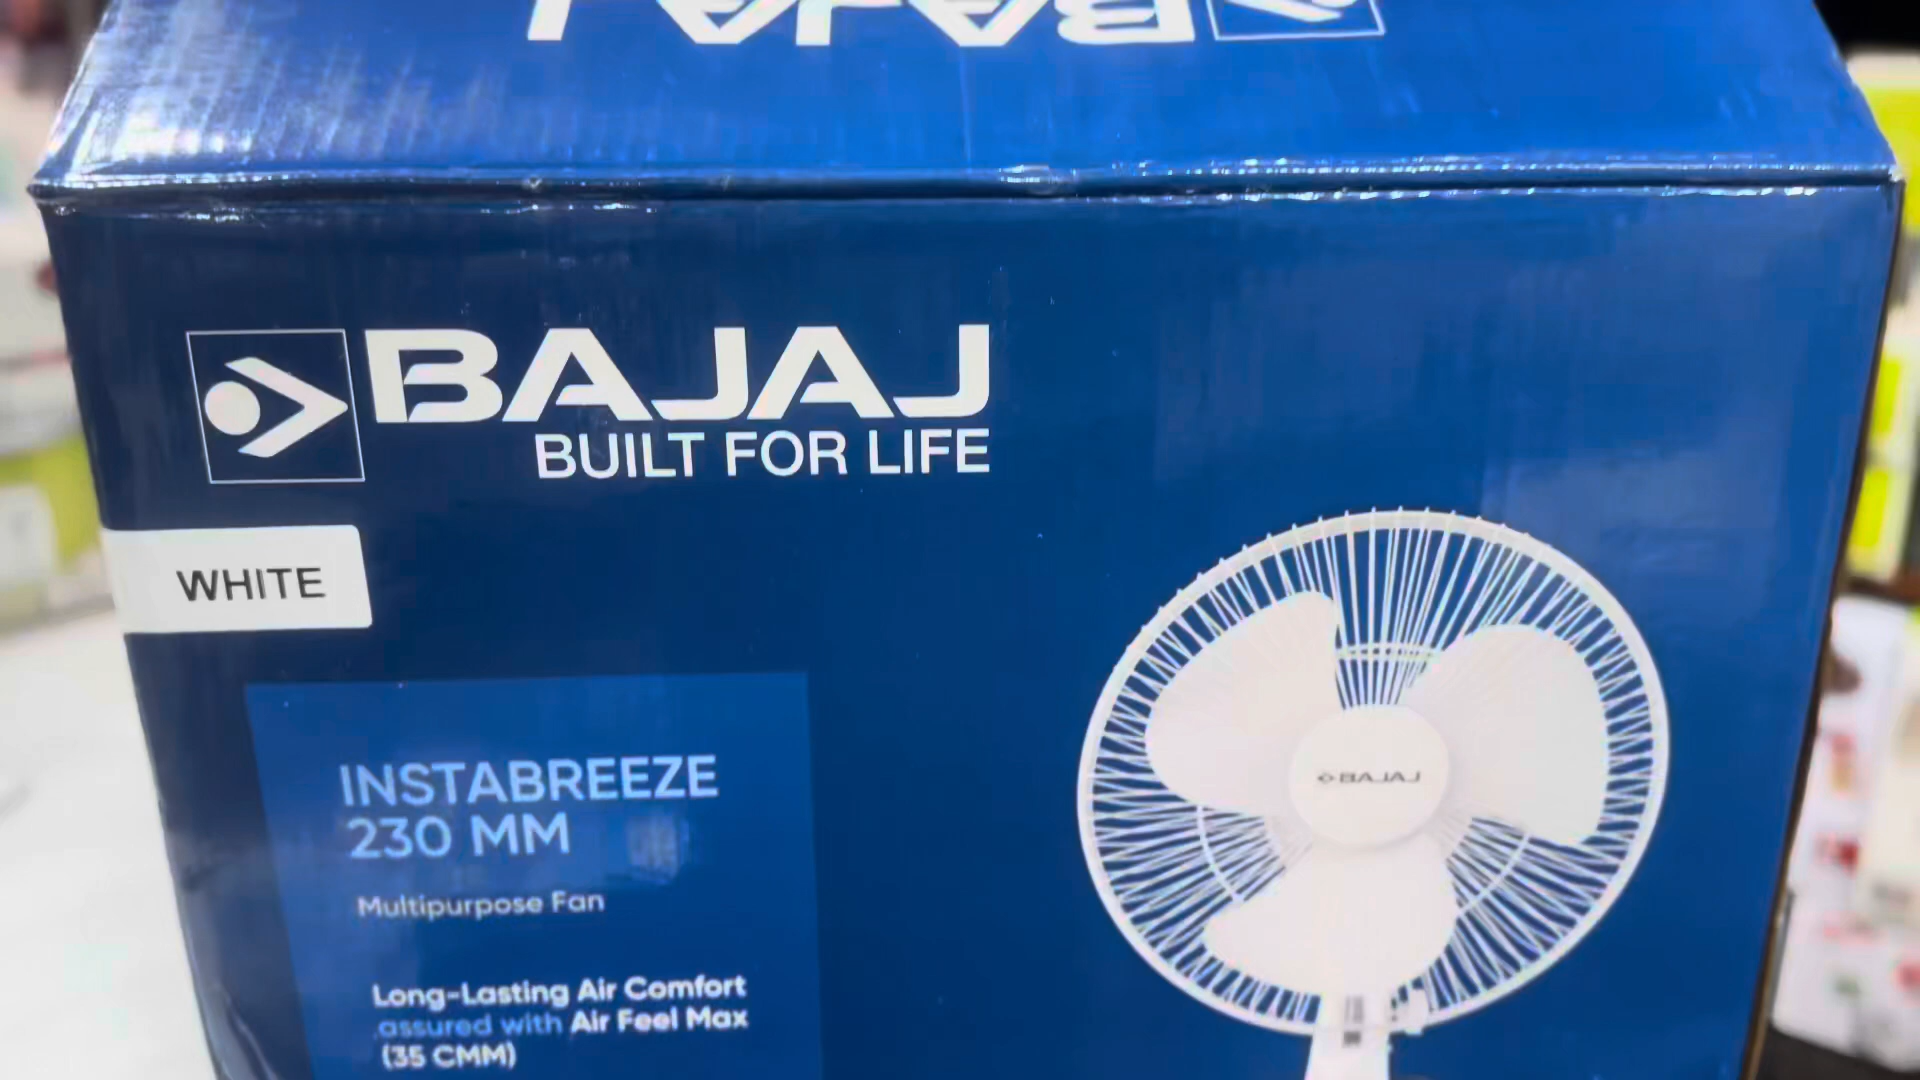 BAJAJ
BAJAJ
BUILT FOR LIFE
WHITE
INSTABREEZE
230 MM
Multipurpose Fan
Long-Lasting Air Comfort
assured with Air Feel Max
(35 CMM)
BAJAJ